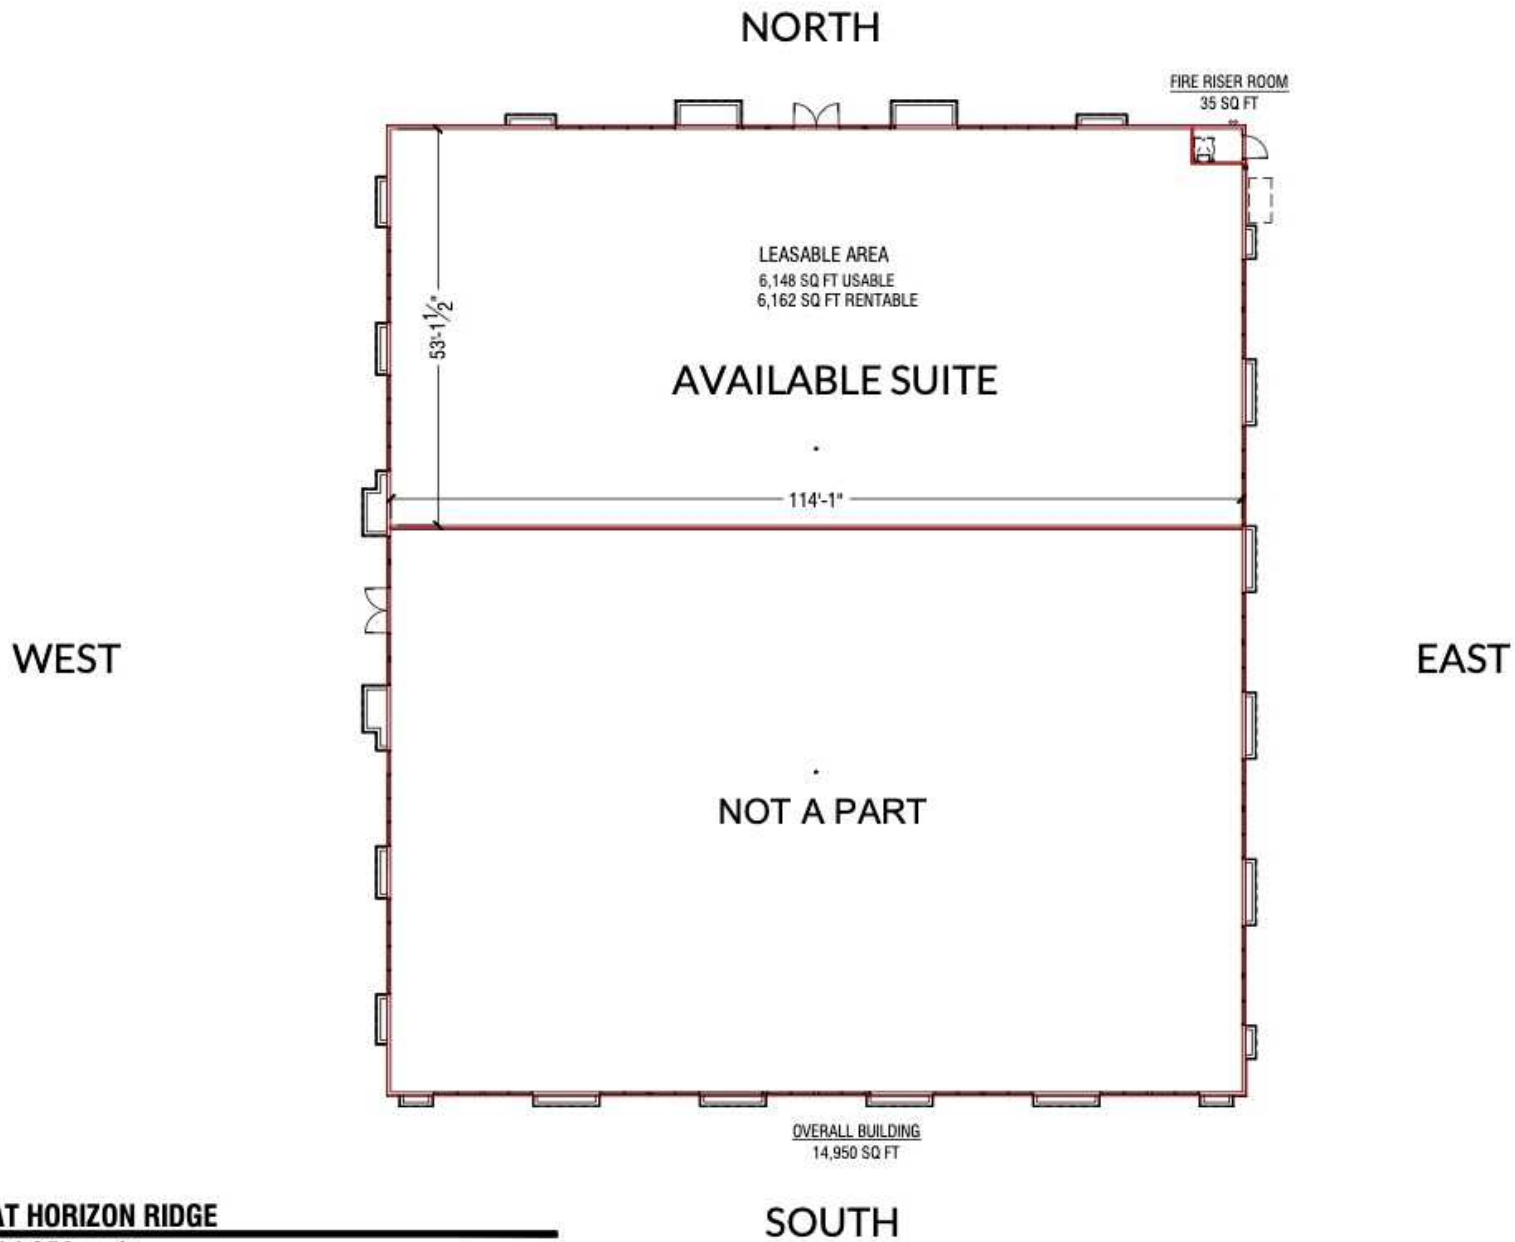 NORTH
FIRE RISER ROOM
35 SQ FT
LEASABLE AREA
6,148 SQ FT USABLE
6,162 SQ FT RENTABLE
53'-1½"
AVAILABLE SUITE
114'-1"
WEST
EAST
NOT A PART
OVERALL BUILDING
14,950 SQ FT
AT HORIZON RIDGE
SOUTH